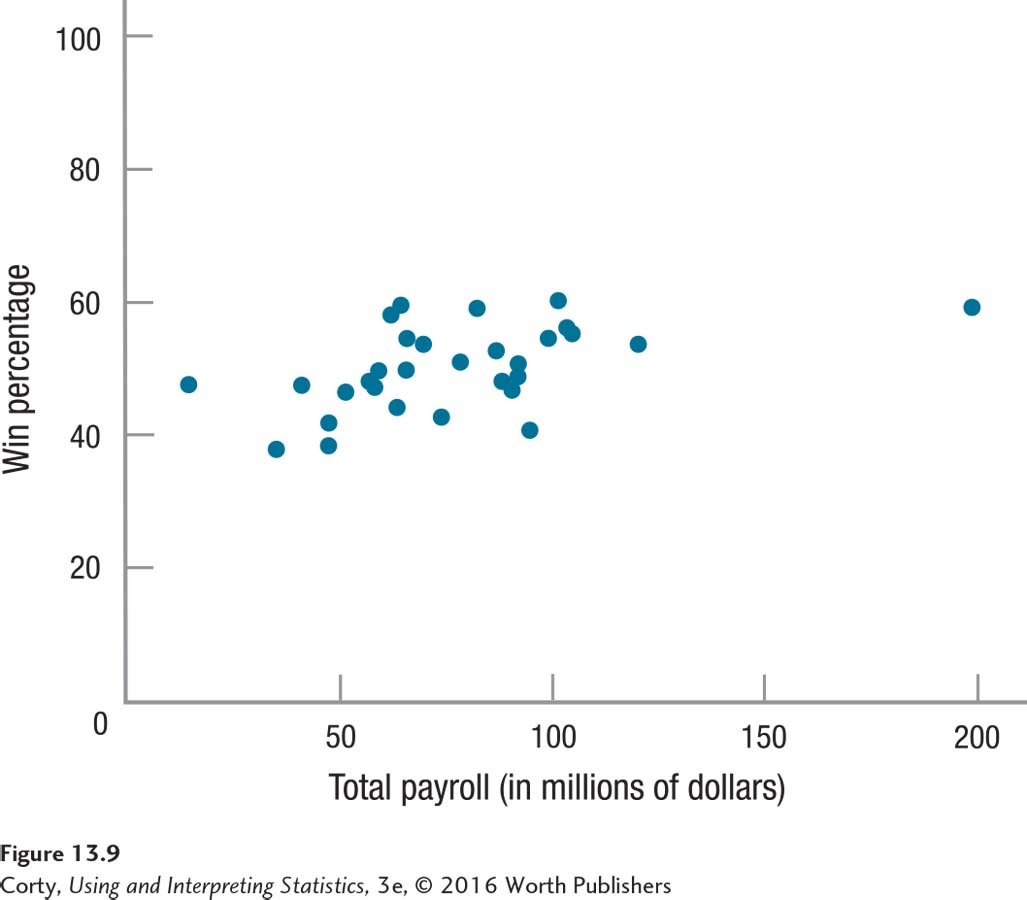 100
80
60
40
20
0
Win percentage
50 100 150 200
Total payroll (in millions of dollars)
Figure 13.9
Corty, Using and Interpreting Statistics, 3e, © 2016 Worth Publishers